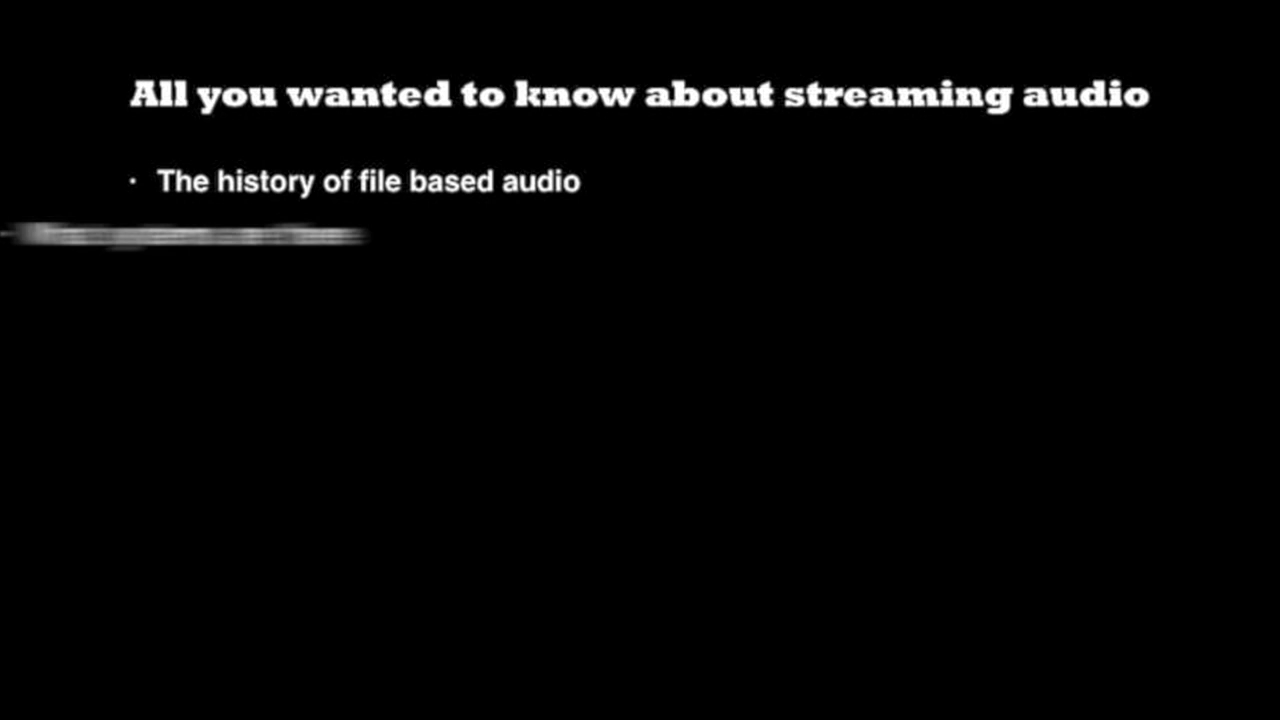 All you wanted to know about streaming audio
· The history of file based audio